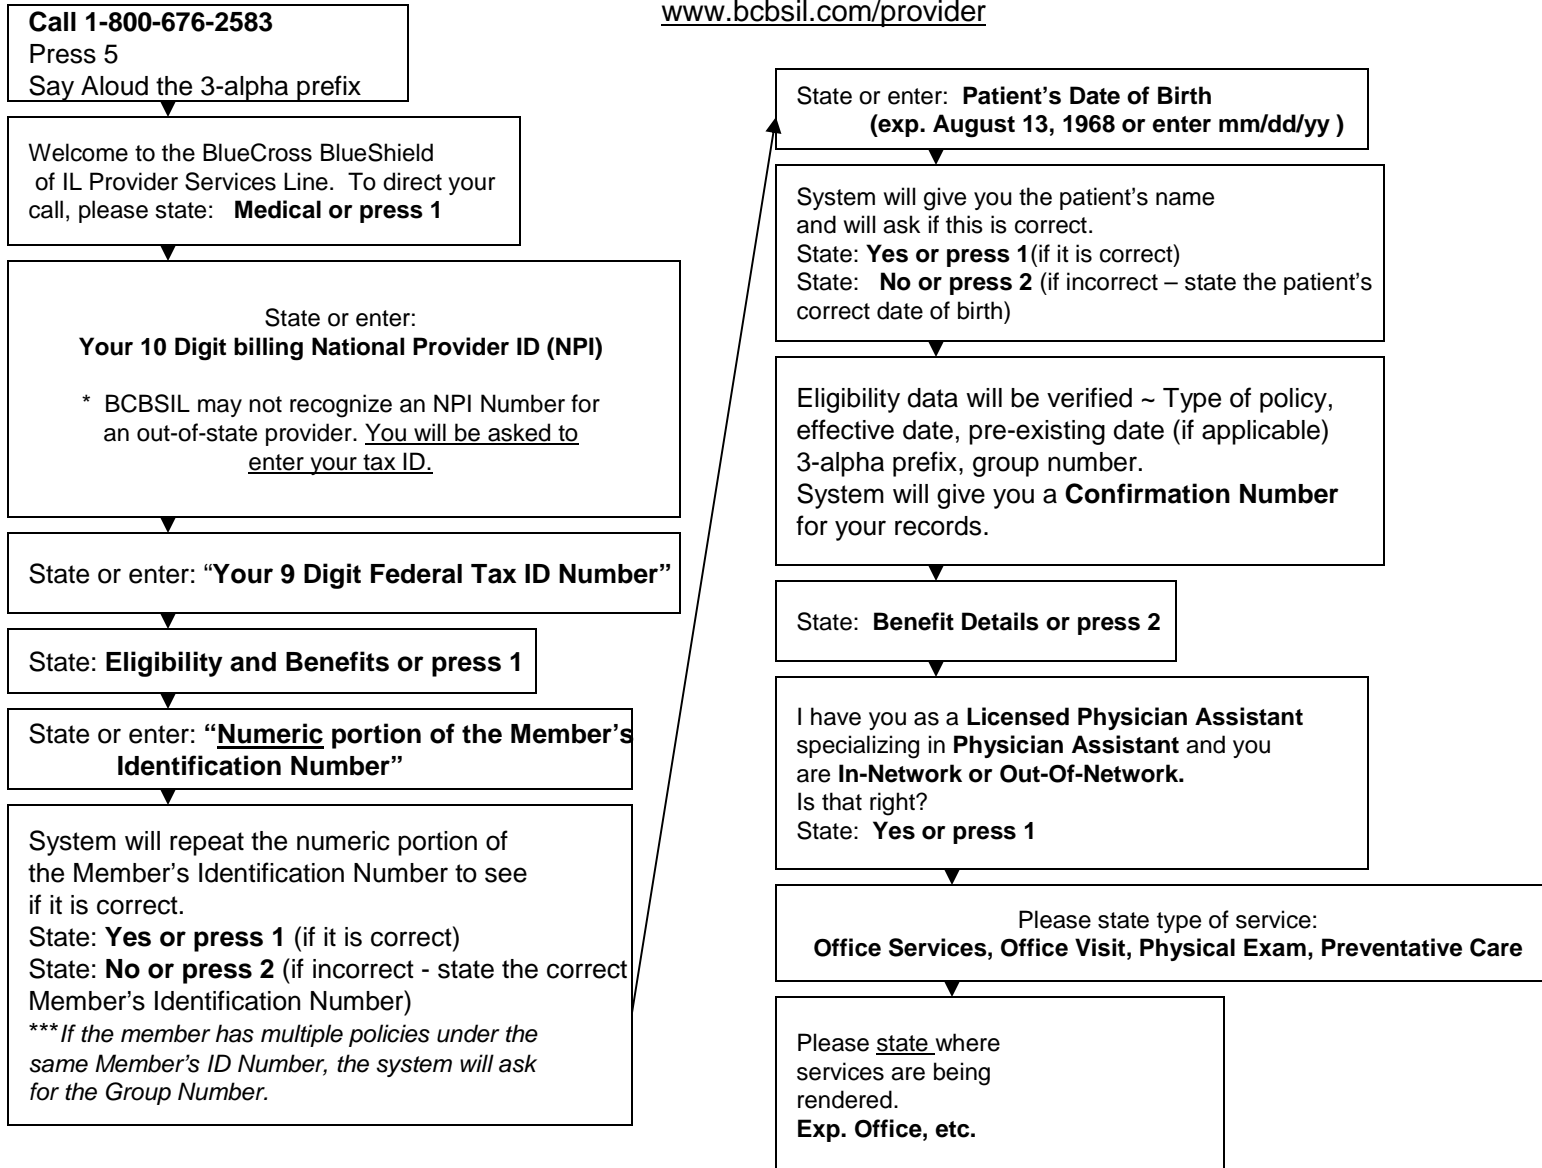 www.bcbsil.com/provider
Call 1-800-676-2583
Press 5
Say Aloud the 3-alpha prefix
Welcome to the BlueCross BlueShield
of IL Provider Services Line. To direct your
call, please state: Medical or press 1
State or enter:
Your 10 Digit billing National Provider ID (NPI)
* BCBSIL may not recognize an NPI Number for
an out-of-state provider. You will be asked to
enter your tax ID.
State or enter: “Your 9 Digit Federal Tax ID Number”
State: Eligibility and Benefits or press 1
State or enter: “Numeric portion of the Member’s
Identification Number”
System will repeat the numeric portion of
the Member’s Identification Number to see
if it is correct.
State: Yes or press 1 (if it is correct)
State: No or press 2 (if incorrect - state the correct
Member’s Identification Number)
***If the member has multiple policies under the
same Member’s ID Number, the system will ask
for the Group Number.
State or enter: Patient’s Date of Birth
(exp. August 13, 1968 or enter mm/dd/yy )
System will give you the patient’s name
and will ask if this is correct.
State: Yes or press 1(if it is correct)
State: No or press 2 (if incorrect – state the patient’s
correct date of birth)
Eligibility data will be verified ~ Type of policy,
effective date, pre-existing date (if applicable)
3-alpha prefix, group number.
System will give you a Confirmation Number
for your records.
State: Benefit Details or press 2
I have you as a Licensed Physician Assistant
specializing in Physician Assistant and you
are In-Network or Out-Of-Network.
Is that right?
State: Yes or press 1
Please state type of service:
Office Services, Office Visit, Physical Exam, Preventative Care
Please state where
services are being
rendered.
Exp. Office, etc.